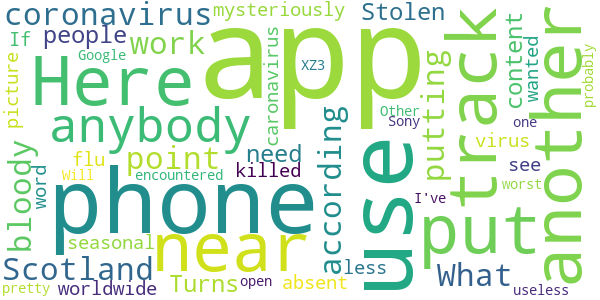 coronavirus
mysteriously
Stolen
If
people
work
app
Google
XZ3
Here
picture
caronavirus
anybody
according
Other
Sony
use
track
another
putting
content
wanted
probably
one
virus
see
worst
bloody
word
flu
Will
point
encountered
need
killed
phone
near
I've
put
seasonal
Scotland
Turns
open
absent
less
What
pretty
worldwide
useless